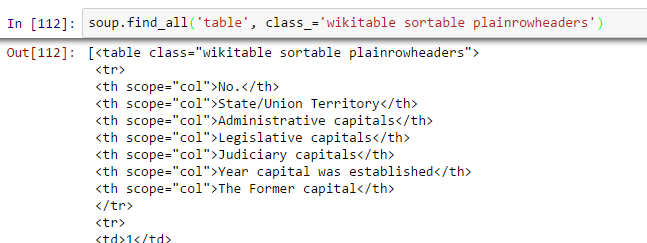 In [112]: soup.find_all('table', class_='wikitable sortable plainrowheaders')
Out[112]: [<table class="wikitable sortable plainrowheaders">
<tr>
<th scope="col">No.</th>
<th scope="col">State/Union Territory</th>
<th scope="col">Administrative capitals</th>
<th scope="col">Legislative capitals</th>
<th scope="col">Judiciary capitals</th>
<th scope="col">Year capital was established</th>
<th scope="col">The Former capital</th>
</tr>
<tr>
<td>1</td>